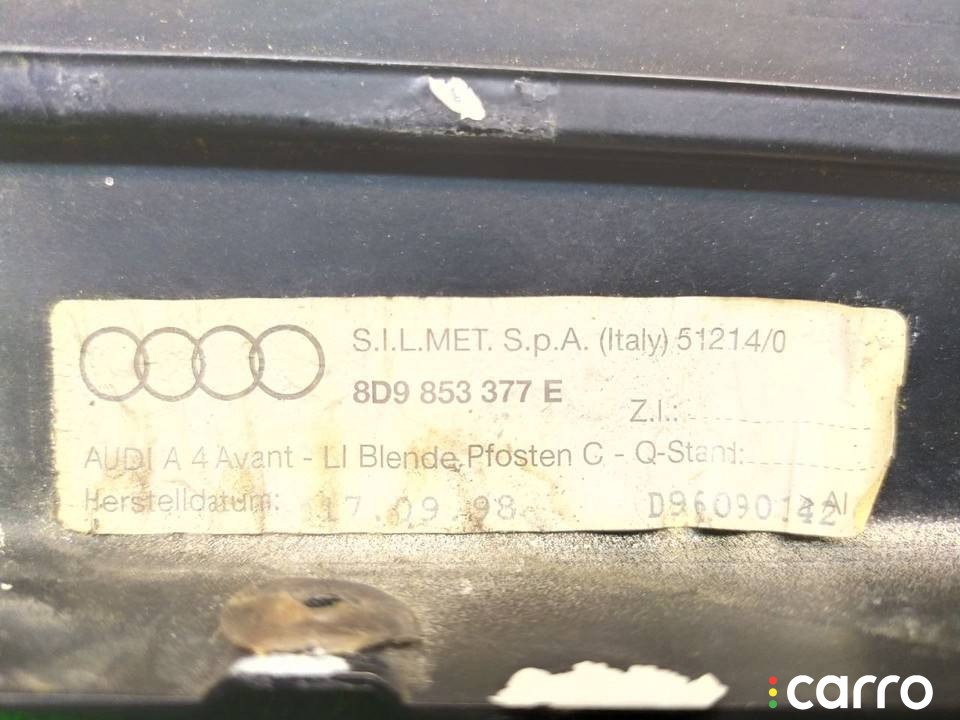 S.I.L.MET. S.p.A. (Italy) 51214/0
8D9 853 377 E
Z.I.:
AUDI A 4 Avant - LI Blende Pfosten C - Q-Stand:
Herstelldatum: 17.09.98
carro